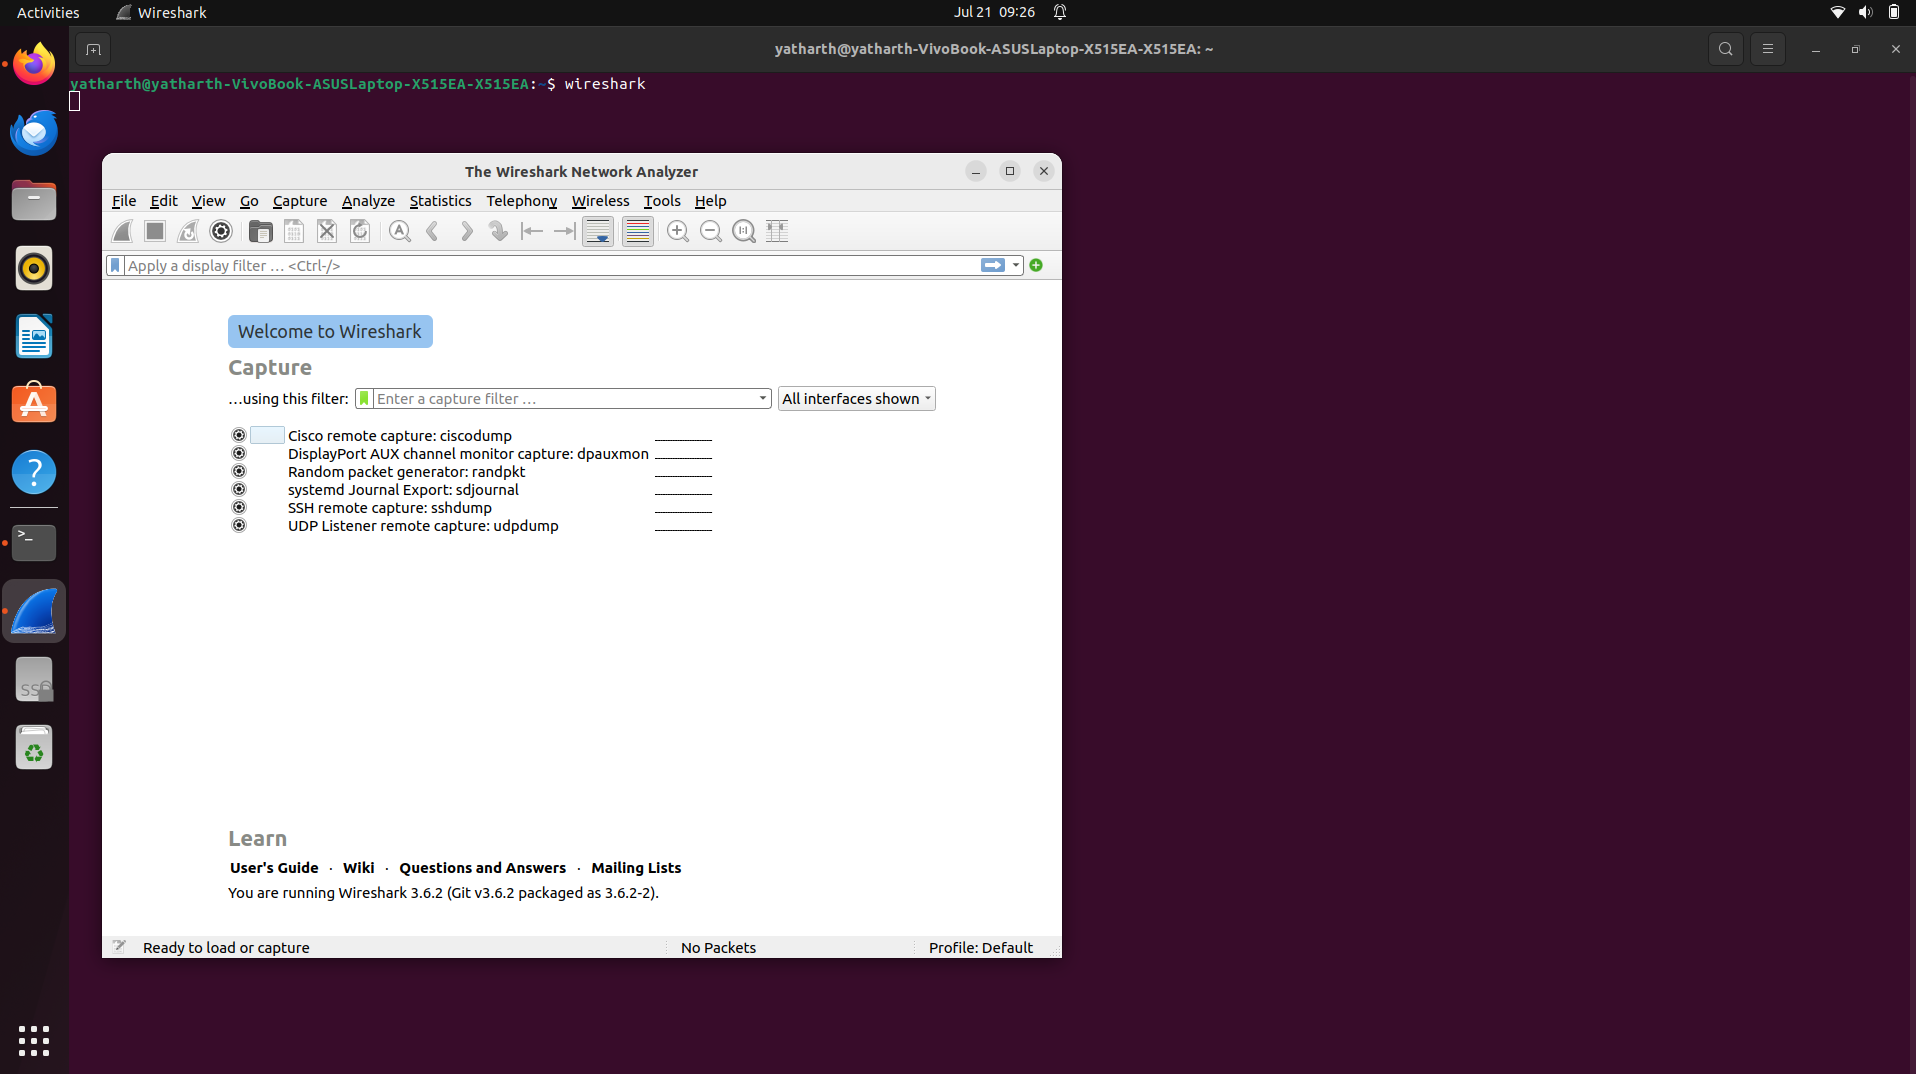 Activities
Wireshark
Jul 21 09:26
yatharth@yatharth-VivoBook-ASUSLaptop-X515EA-X515EA: ~
yatharth@yatharth-VivoBook-ASUSLaptop-X515EA-X515EA:~$ wireshark
The Wireshark Network Analyzer
File Edit View Go Capture Analyze Statistics Telephony Wireless Tools Help
Apply a display filter … <Ctrl-/>
Welcome to Wireshark
Capture
…using this filter: Enter a capture filter … All interfaces shown
Cisco remote capture: ciscodump
DisplayPort AUX channel monitor capture: dpauxmon
Random packet generator: randpkt
systemd Journal Export: sdjournal
SSH remote capture: sshdump
UDP Listener remote capture: udpdump
Learn
User's Guide · Wiki · Questions and Answers · Mailing Lists
You are running Wireshark 3.6.2 (Git v3.6.2 packaged as 3.6.2-2).
Ready to load or capture
No Packets
Profile: Default